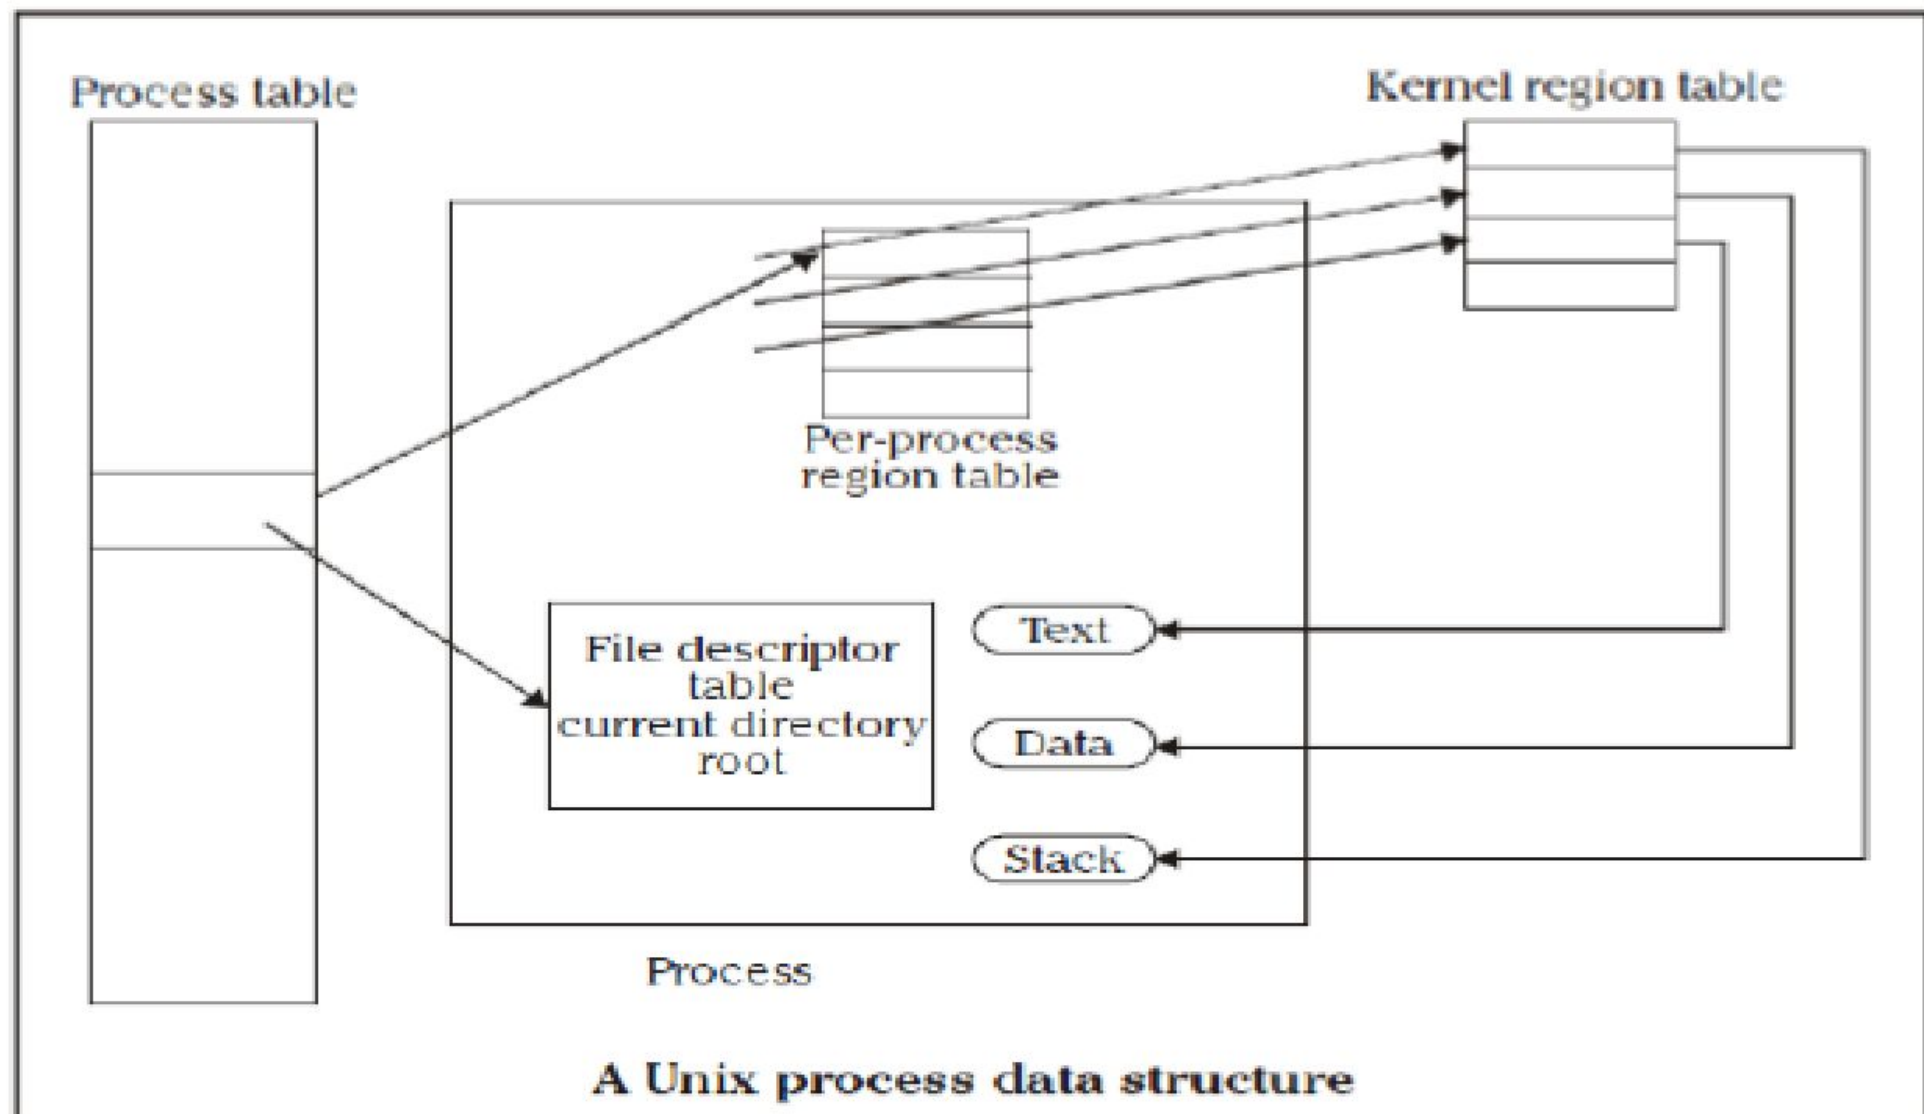 Process table
Kernel region table
Per-process
region table
File descriptor
table
current directory
root
Text
Data
Stack
Process
A Unix process data structure